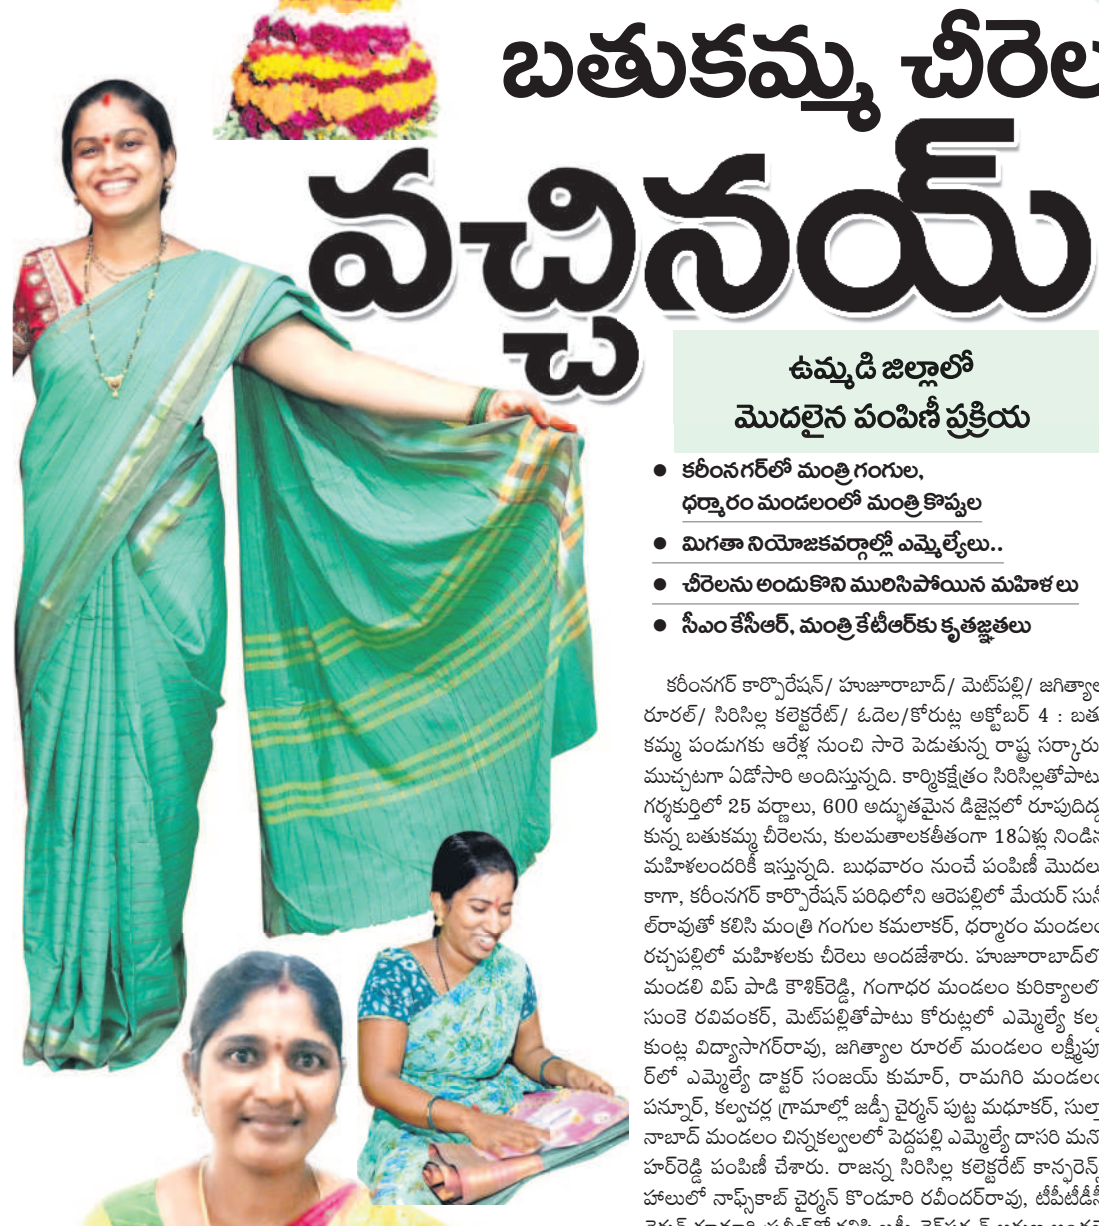 బతుకమ్మ చీరెల
వచ్చినయ్
ఉమ్మడి జిల్లాలో
మొదలైన పంపిణీ ప్రక్రియ
● కరీంనగర్‌లో మంత్రి గంగుల,
ధర్మారం మండలంలో మంత్రి కొప్పుల
● మిగతా నియోజకవర్గాల్లో ఎమ్మెల్యేలు..
● చీరెలను అందుకొని మురిసిపోయిన మహిళలు
● సీఎం కేసీఆర్, మంత్రి కేటీఆర్‌కు కృతజ్ఞతలు
కరీంనగర్ కార్పొరేషన్/ హుజూరాబాద్/ మెట్‌పల్లి/ జగిత్యాల
రూరల్/ సిరిసిల్ల కలెక్టరేట్/ ఓదెల/కోరుట్ల అక్టోబర్ 4 : బతు
కమ్మ పండుగకు ఆరేళ్ల నుంచి సారె పెడుతున్న రాష్ట్ర సర్కారు,
ముచ్చటగా ఏడోసారి అందిస్తున్నది. కార్మికక్షేత్రం సిరిసిల్లతోపాటు
గర్శకుర్తిలో 25 వర్ణాలు, 600 అద్భుతమైన డిజైన్లలో రూపుదిద్దు
కున్న బతుకమ్మ చీరెలను, కులమతాలకతీతంగా 18ఏళ్లు నిండిన
మహిళలందరికీ ఇస్తున్నది. బుధవారం నుంచే పంపిణీ మొదలు
కాగా, కరీంనగర్ కార్పొరేషన్ పరిధిలోని ఆరెపల్లిలో మేయర్ సునీ
ల్‌రావుతో కలిసి మంత్రి గంగుల కమలాకర్, ధర్మారం మండలం
రచ్చపల్లిలో మహిళలకు చీరెలు అందజేశారు. హుజూరాబాద్‌లో
మండలి విప్ పాడి కౌశిక్‌రెడ్డి, గంగాధర మండలం కురిక్యాలలో
సుంకె రవిశంకర్, మెట్‌పల్లితోపాటు కోరుట్లలో ఎమ్మెల్యే కల్వ
కుంట్ల విద్యాసాగర్‌రావు, జగిత్యాల రూరల్ మండలం లక్ష్మీపూ
ర్‌లో ఎమ్మెల్యే డాక్టర్ సంజయ్ కుమార్, రామగిరి మండలం
పన్నూర్, కల్వచర్ల గ్రామాల్లో జడ్పీ చైర్మన్ పుట్ట మధూకర్, సుల్తా
నాబాద్ మండలం చిన్నకల్వలలో పెద్దపల్లి ఎమ్మెల్యే దాసరి మనో
హర్‌రెడ్డి పంపిణీ చేశారు. రాజన్న సిరిసిల్ల కలెక్టరేట్ కాన్ఫరెన్స్
హాలులో నాఫ్స్‌కాబ్ చైర్మన్ కొండూరి రవీందర్‌రావు, టీపీటీడీసీ